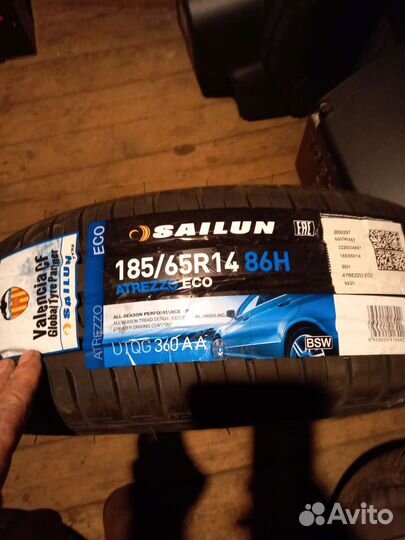 Valencia CF
Global Tyre Partner
SAILUN
TYRE
ATREZZO
ECO
SAILUN
EAC
185/65R14 86H
ATREZZO ECO
ALL-SEASON PERFORMANCE
UTQG 360 A A
BSW
185/65R14
86H
ATREZZO ECO
Avito